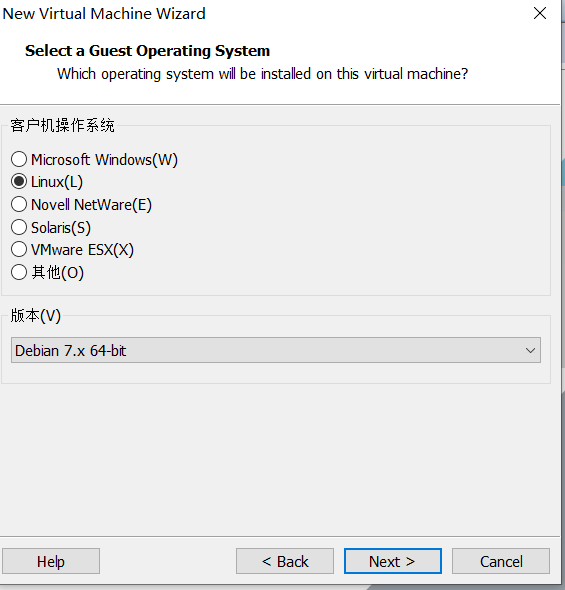 New Virtual Machine Wizard
Select a Guest Operating System
Which operating system will be installed on this virtual machine?
客户机操作系统
Microsoft Windows(W)
Linux(L)
Novell NetWare(E)
Solaris(S)
VMware ESX(X)
其他(O)
版本(V)
Debian 7.x 64-bit
Help
< Back
Next >
Cancel